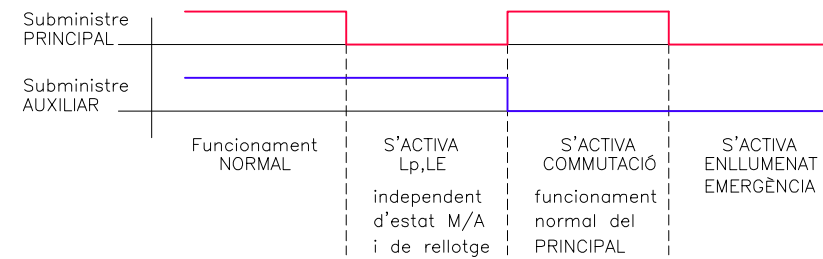 Subministre
PRINCIPAL
Subministre
AUXILIAR
Funcionament
NORMAL
S'ACTIVA
Lp,LE
independent
d'estat M/A
i de rellotge
S'ACTIVA
COMMUTACIÓ
funcionament
normal del
PRINCIPAL
S'ACTIVA
ENLLUMENAT
EMERGÈNCIA